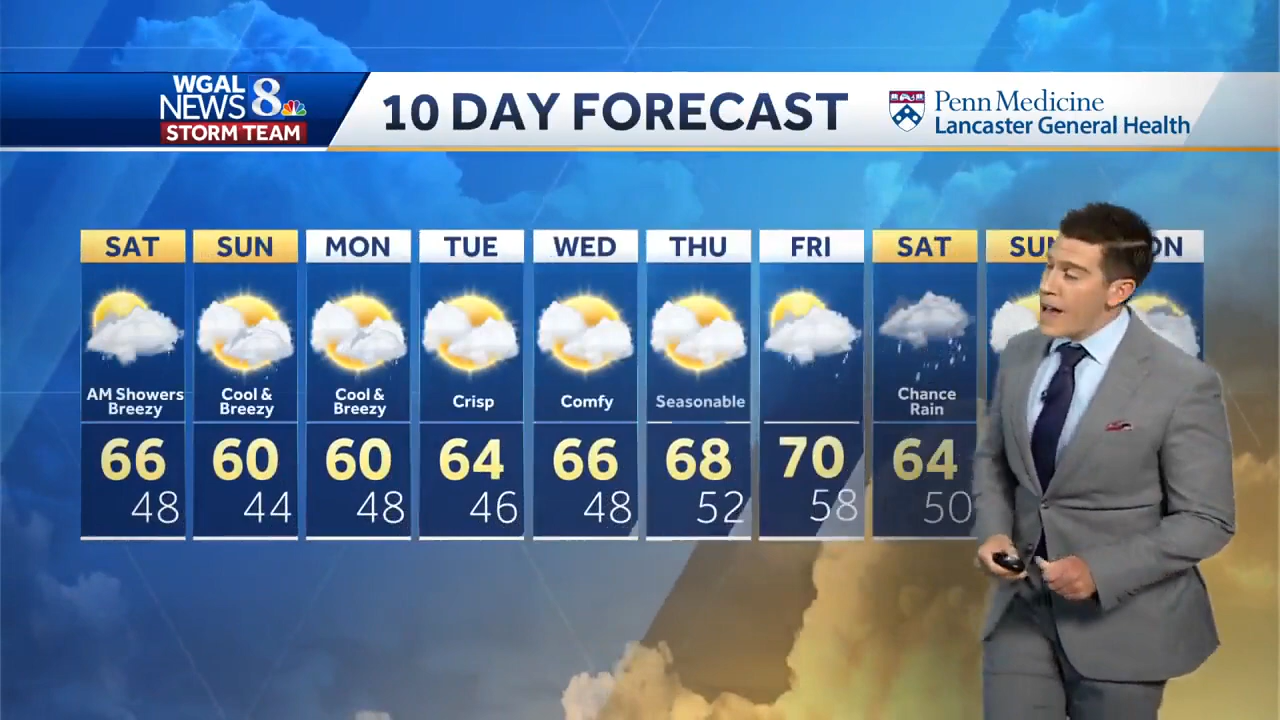 WGAL
NEWS 8
STORM TEAM
10 DAY FORECAST
Penn Medicine
Lancaster General Health
SAT
SUN
MON
TUE
WED
THU
FRI
SAT
AM Showers
Breezy
Cool &
Breezy
Cool &
Breezy
Crisp
Comfy
Seasonable
Chance
Rain
66
60
60
64
66
68
70
64
48
44
48
46
48
52
58
50